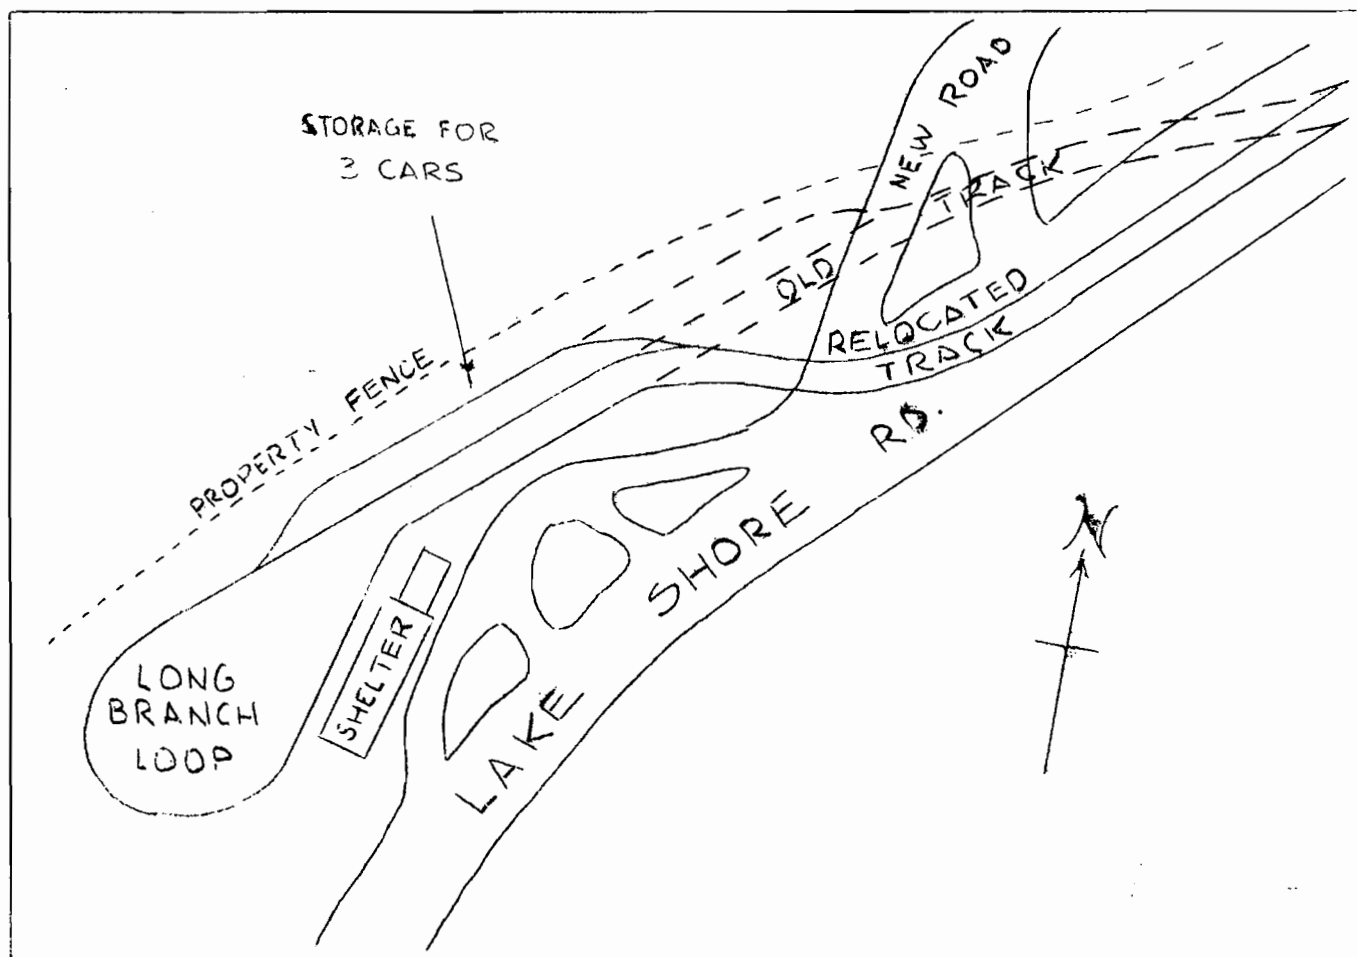 NEW ROAD
STORAGE FOR
3 CARS
OLD TRACK
PROPERTY FENCE
RELOCATED
TRACK
LAKE SHORE RD.
N
SHELTER
LONG
BRANCH
LOOP